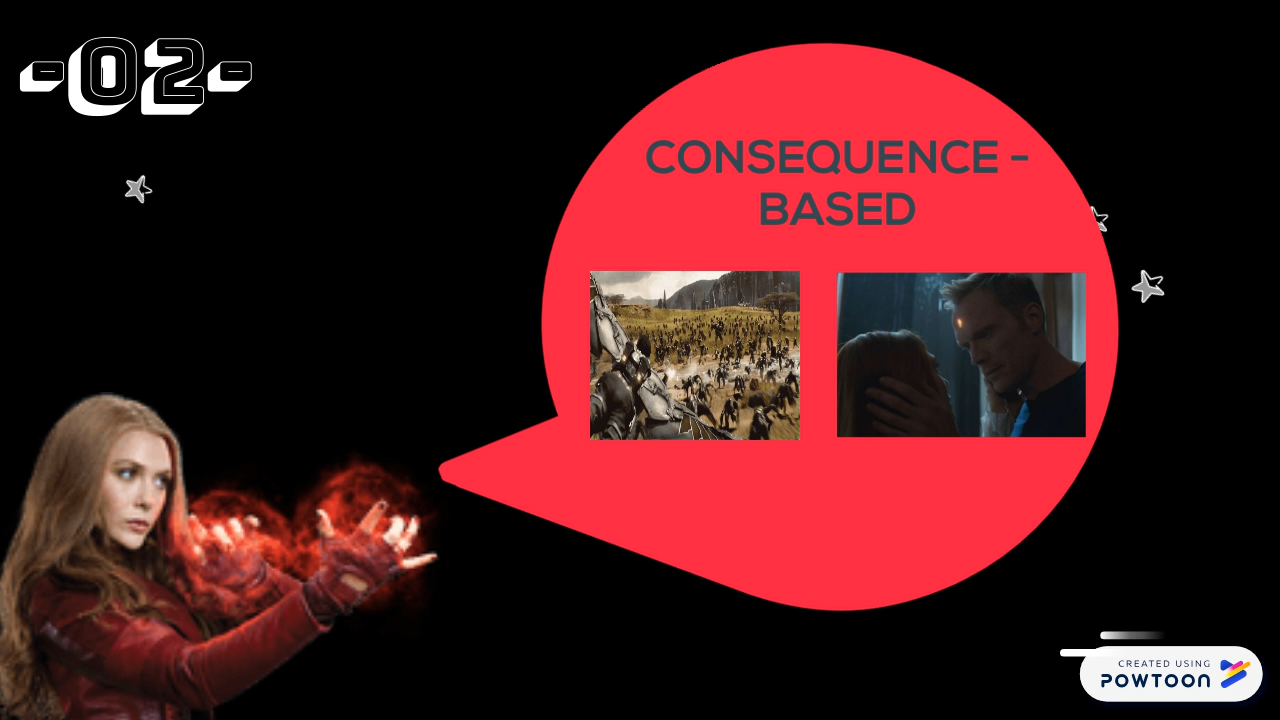 -02-
CONSEQUENCE -
BASED
CREATED USING
POWTOON